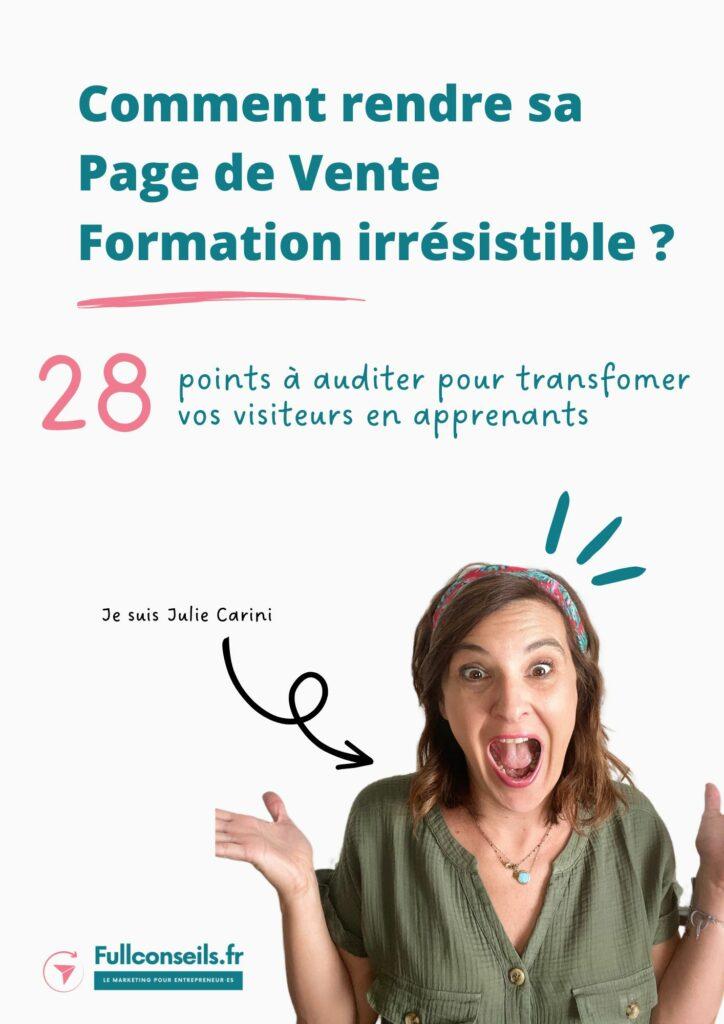 Comment rendre sa
Page de Vente
Formation irrésistible ?
28
points à auditer pour transfomer
vos visiteurs en apprenants
Je suis Julie Carini
Fullconseils.fr
LE MARKETING POUR ENTREPRENEUR·ES